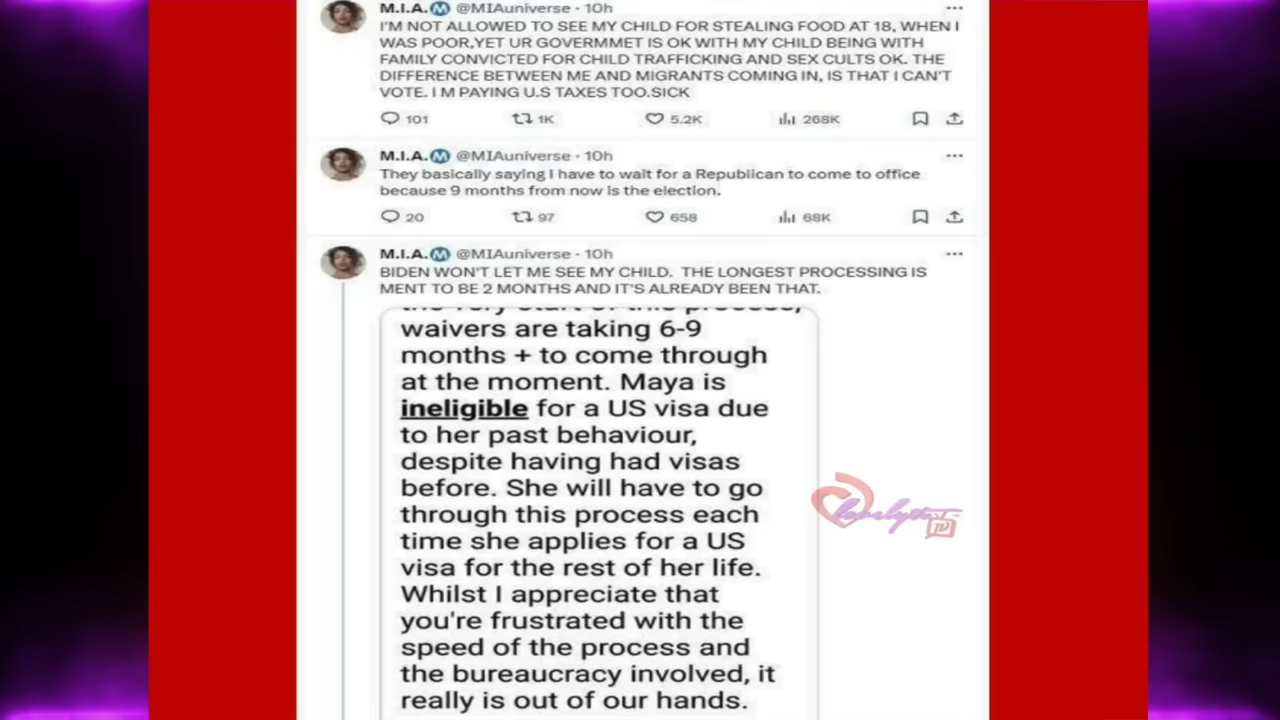 M.I.A. @MIAuniverse · 10h
I'M NOT ALLOWED TO SEE MY CHILD FOR STEALING FOOD AT 18, WHEN I
WAS POOR,YET UR GOVERMMET IS OK WITH MY CHILD BEING WITH
FAMILY CONVICTED FOR CHILD TRAFFICKING AND SEX CULTS OK. THE
DIFFERENCE BETWEEN ME AND MIGRANTS COMING IN, IS THAT I CAN'T
VOTE. I M PAYING U.S TAXES TOO.SICK
101 1K 5.2K 268K
M.I.A. @MIAuniverse · 10h
They basically saying I have to wait for a Republican to come to office
because 9 months from now is the election.
20 97 658 68K
M.I.A. @MIAuniverse · 10h
BIDEN WON'T LET ME SEE MY CHILD. THE LONGEST PROCESSING IS
MENT TO BE 2 MONTHS AND IT'S ALREADY BEEN THAT.
the very start of this process,
waivers are taking 6-9
months + to come through
at the moment. Maya is
ineligible for a US visa due
to her past behaviour,
despite having had visas
before. She will have to go
through this process each
time she applies for a US
visa for the rest of her life.
Whilst I appreciate that
you're frustrated with the
speed of the process and
the bureaucracy involved, it
really is out of our hands.
TV